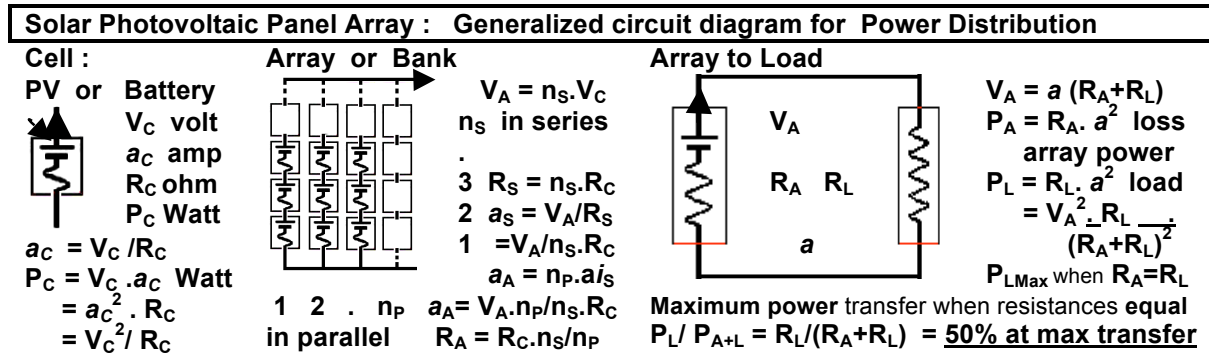 Solar Photovoltaic Panel Array : Generalized circuit diagram for Power Distribution
Cell :
PV or Battery
V_C volt
a_C amp
R_C ohm
P_C Watt
a_C = V_C /R_C
P_C = V_C .a_C Watt
= a_C² . R_C
= V_C²/ R_C
Array or Bank
V_A = n_S.V_C
n_S in series
.
3 R_S = n_S.R_C
2 a_S = V_A/R_S
1 =V_A/n_S.R_C
a_A = n_P.ai_S
1 2 . n_P a_A= V_A.n_P/n_S.R_C
in parallel R_A = R_C.n_S/n_P
Array to Load
V_A
R_A R_L
a
V_A = a (R_A+R_L)
P_A = R_A. a² loss
array power
P_L = R_L. a² load
= V_A². R_L .
(R_A+R_L)²
P_LMax when R_A=R_L
Maximum power transfer when resistances equal
P_L/ P_A+L = R_L/(R_A+R_L) = 50% at max transfer